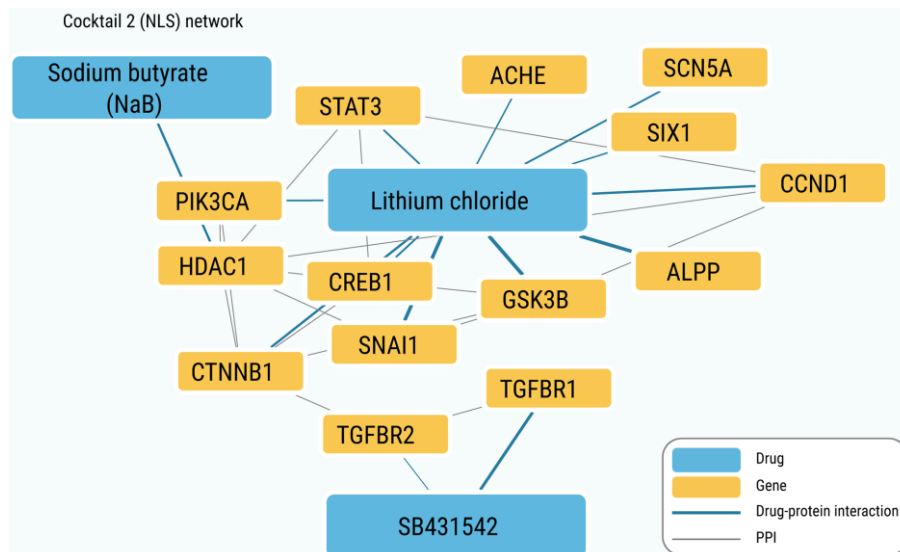 Cocktail 2 (NLS) network
Sodium butyrate
(NaB)
ACHE
SCN5A
STAT3
SIX1
CCND1
PIK3CA
Lithium chloride
HDAC1
CREB1
GSK3B
ALPP
SNAI1
CTNNB1
TGFBR1
TGFBR2
SB431542
Drug
Gene
Drug-protein interaction
PPI